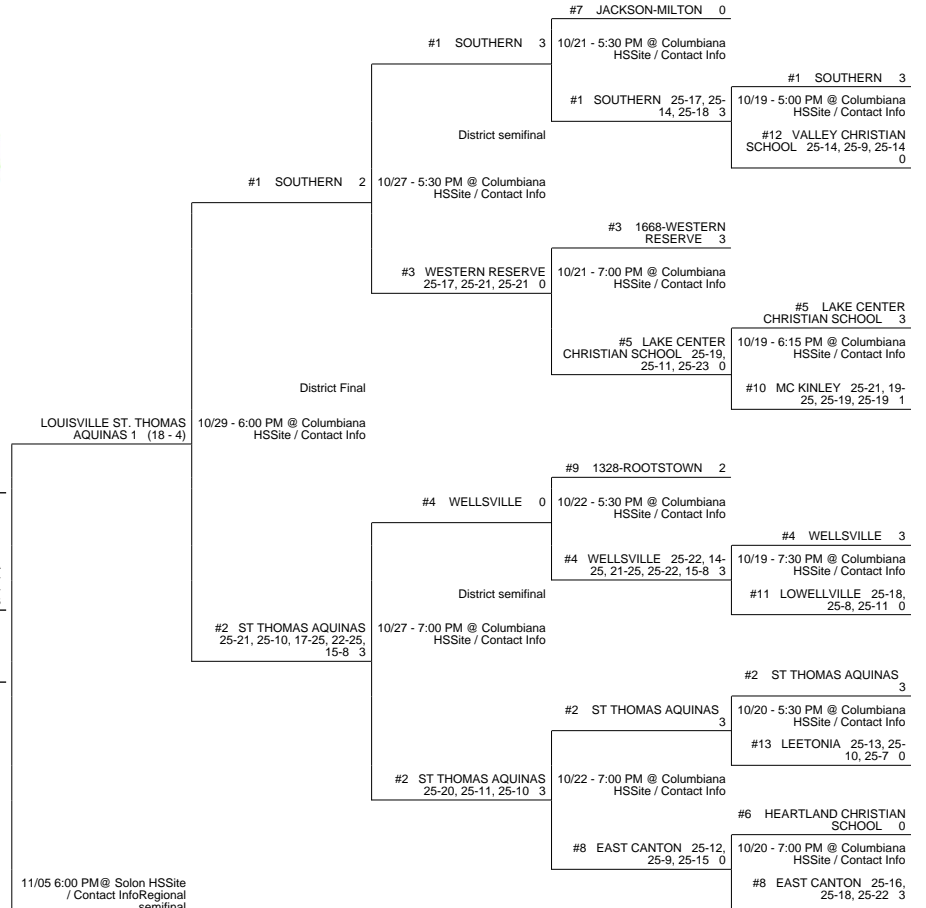 #7 JACKSON-MILTON 0
#1 SOUTHERN 3
10/21 - 5:30 PM @ Columbiana
HSSite / Contact Info
#1 SOUTHERN 3
#1 SOUTHERN 25-17, 25-
14, 25-18 3
10/19 - 5:00 PM @ Columbiana
HSSite / Contact Info
District semifinal
#12 VALLEY CHRISTIAN
SCHOOL 25-14, 25-9, 25-14
0
#1 SOUTHERN 2
10/27 - 5:30 PM @ Columbiana
HSSite / Contact Info
#3 1668-WESTERN
RESERVE 3
#3 WESTERN RESERVE
25-17, 25-21, 25-21 0
10/21 - 7:00 PM @ Columbiana
HSSite / Contact Info
#5 LAKE CENTER
CHRISTIAN SCHOOL 3
#5 LAKE CENTER
CHRISTIAN SCHOOL 25-19,
25-11, 25-23 0
10/19 - 6:15 PM @ Columbiana
HSSite / Contact Info
#10 MC KINLEY 25-21, 19-
25, 25-19, 25-19 1
District Final
LOUISVILLE ST. THOMAS
AQUINAS 1 (18 - 4)
10/29 - 6:00 PM @ Columbiana
HSSite / Contact Info
#9 1328-ROOTSTOWN 2
#4 WELLSVILLE 0
10/22 - 5:30 PM @ Columbiana
HSSite / Contact Info
#4 WELLSVILLE 3
#4 WELLSVILLE 25-22, 14-
25, 21-25, 25-22, 15-8 3
10/19 - 7:30 PM @ Columbiana
HSSite / Contact Info
District semifinal
#11 LOWELLVILLE 25-18,
25-8, 25-11 0
#2 ST THOMAS AQUINAS
25-21, 25-10, 17-25, 22-25,
15-8 3
10/27 - 7:00 PM @ Columbiana
HSSite / Contact Info
#2 ST THOMAS AQUINAS
3
#2 ST THOMAS AQUINAS
3
10/20 - 5:30 PM @ Columbiana
HSSite / Contact Info
#13 LEETONIA 25-13, 25-
10, 25-7 0
#2 ST THOMAS AQUINAS
25-20, 25-11, 25-10 3
10/22 - 7:00 PM @ Columbiana
HSSite / Contact Info
#6 HEARTLAND CHRISTIAN
SCHOOL 0
#8 EAST CANTON 25-12,
25-9, 25-15 0
10/20 - 7:00 PM @ Columbiana
HSSite / Contact Info
#8 EAST CANTON 25-16,
25-18, 25-22 3
11/05 6:00 PM@ Solon HSSite
/ Contact InfoRegional
semifinal